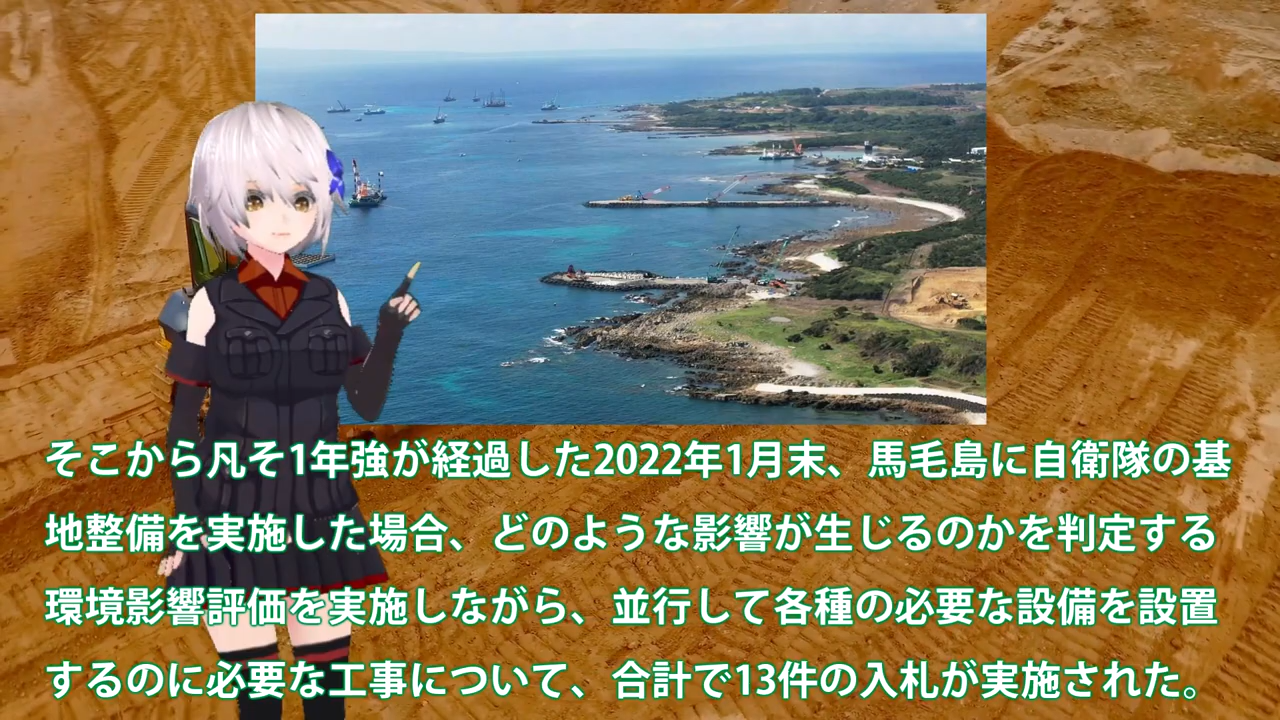 そこから凡そ1年強が経過した2022年1月末、馬毛島に自衛隊の基
地整備を実施した場合、どのような影響が生じるのかを判定する
環境影響評価を実施しながら、並行して各種の必要な設備を設置
するのに必要な工事について、合計で13件の入札が実施された。